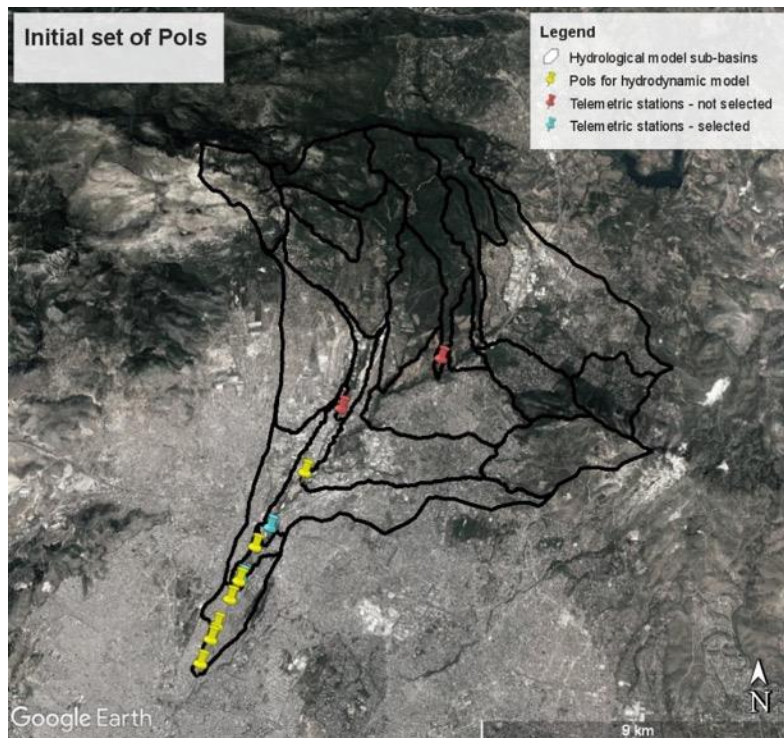 Initial set of PoIs
Legend
Hydrological model sub-basins
PoIs for hydrodynamic model
Telemetric stations - not selected
Telemetric stations - selected
N
Google Earth
9 km